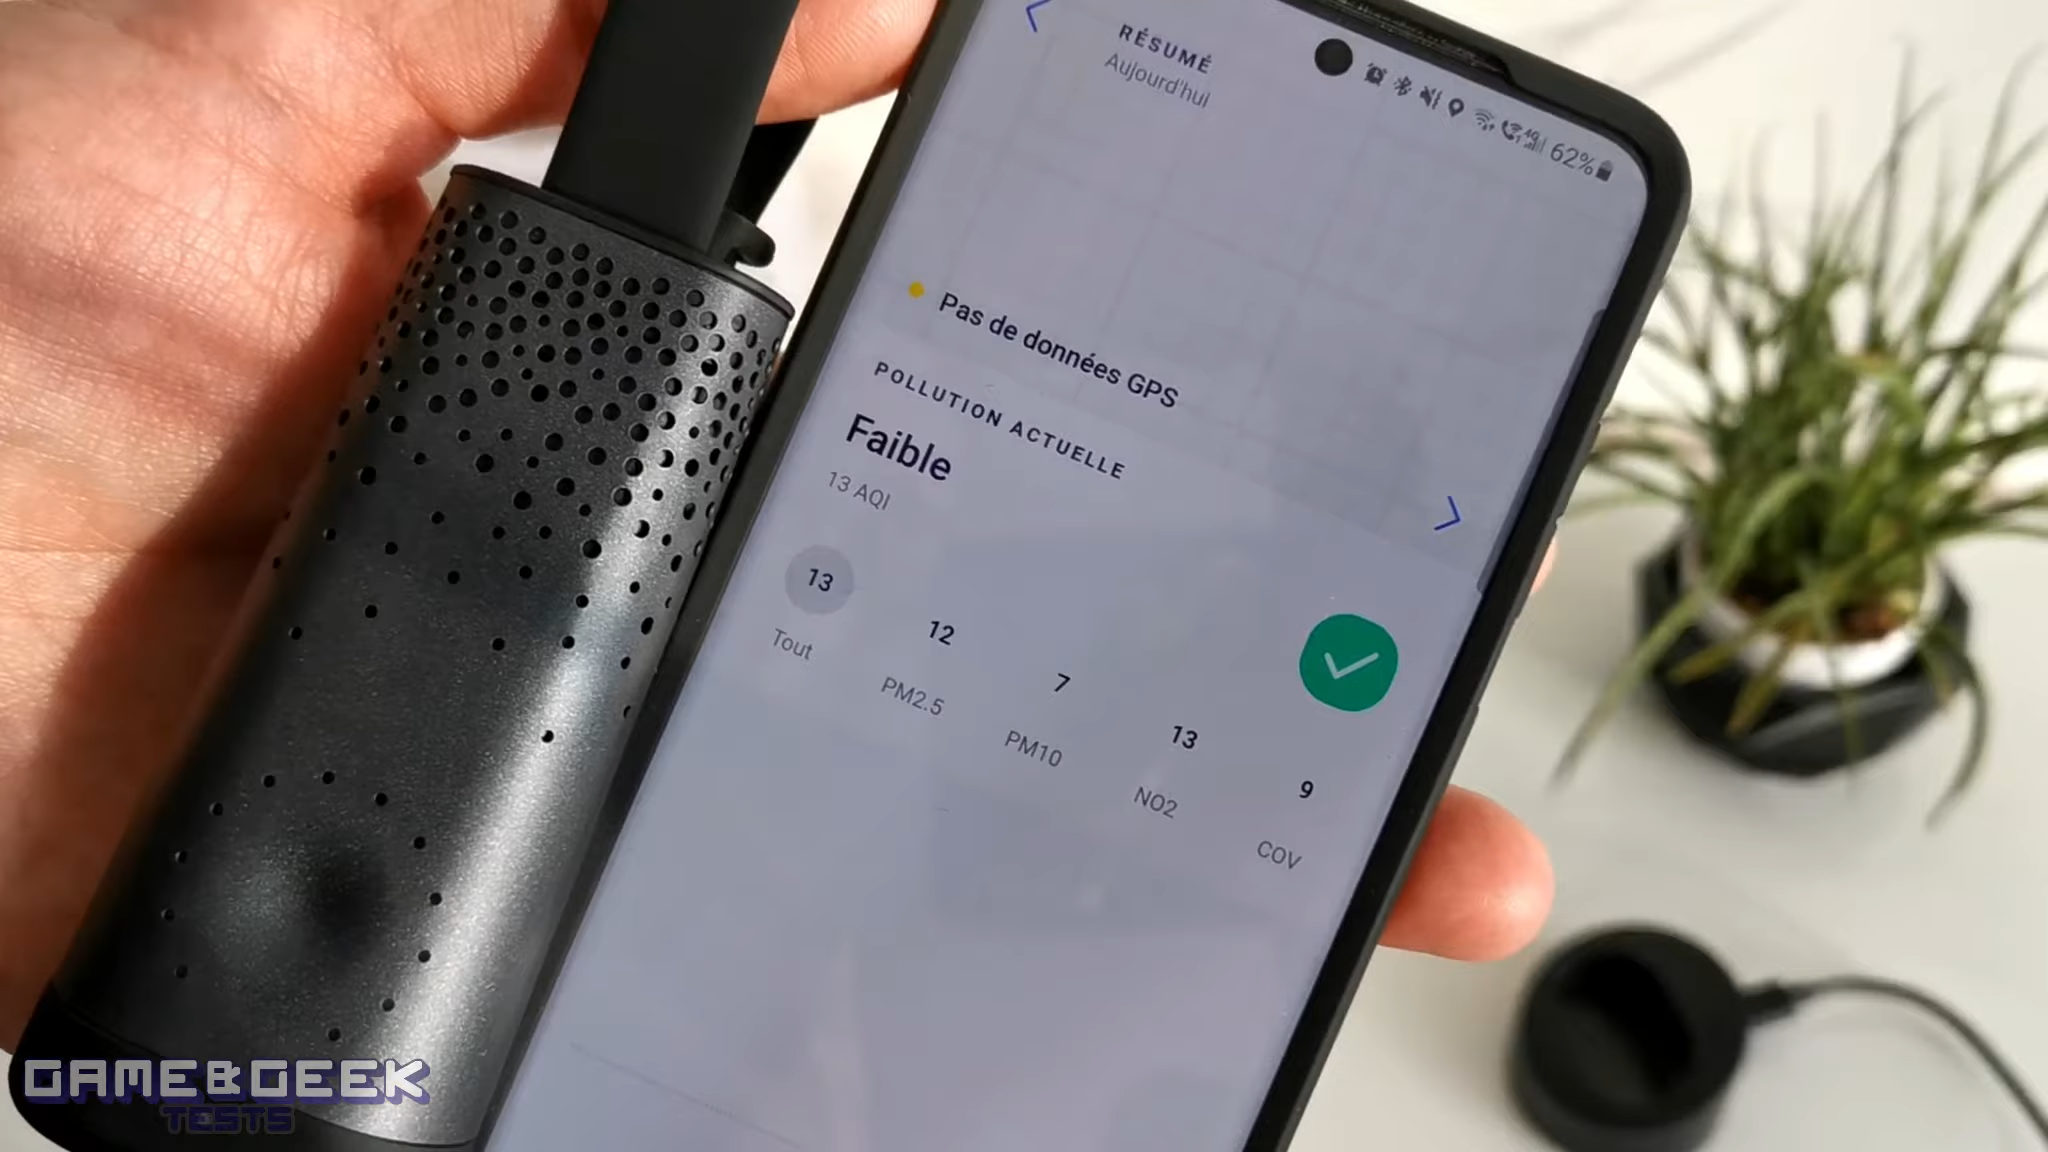 RÉSUMÉ
Aujourd'hui
62%
Pas de données GPS
POLLUTION ACTUELLE
Faible
13 AQI
13
12
7
13
9
Tout
PM2.5
PM10
NO2
COV
GAME&GEEK
TESTS